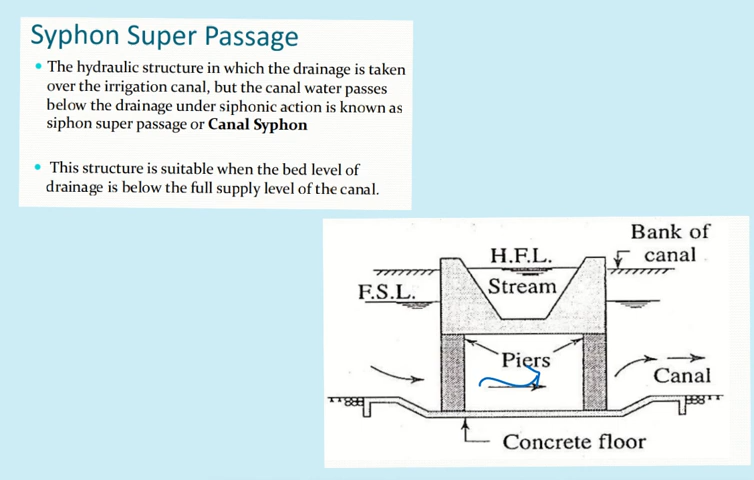 Syphon Super Passage
The hydraulic structure in which the drainage is taken
over the irrigation canal, but the canal water passes
below the drainage under siphonic action is known as
siphon super passage or Canal Syphon
This structure is suitable when the bed level of
drainage is below the full supply level of the canal.
Bank of
canal
H.F.L.
Stream
F.S.L.
Piers
Canal
Concrete floor